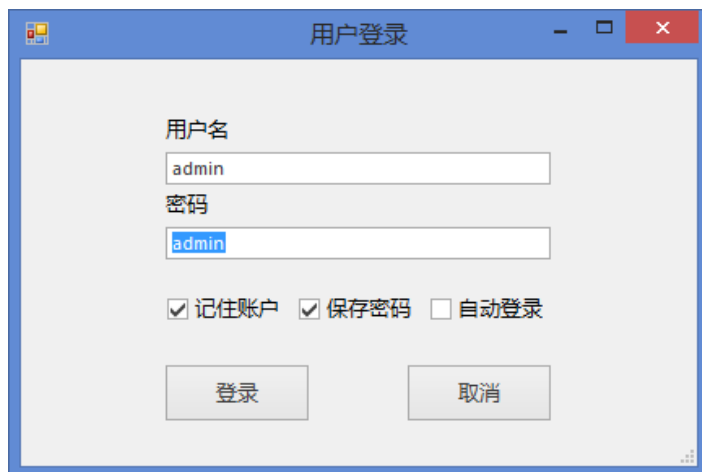 用户登录
用户名
admin
密码
admin
记住账户 保存密码 自动登录
登录 取消